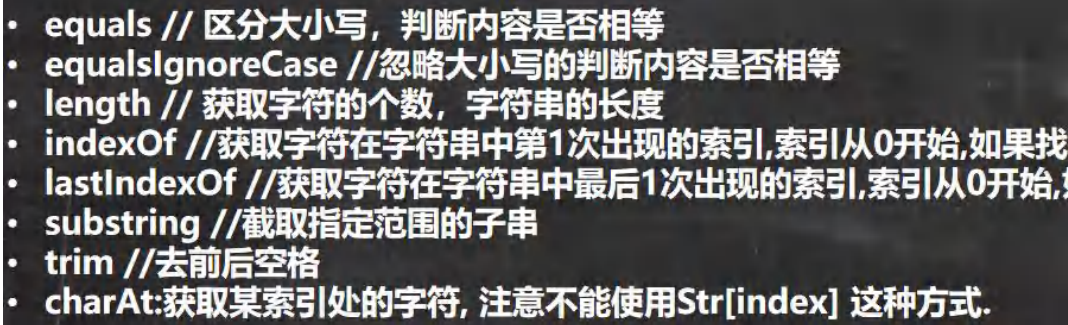 • equals // 区分大小写，判断内容是否相等
• equalsIgnoreCase //忽略大小写的判断内容是否相等
• length // 获取字符的个数，字符串的长度
• indexOf //获取字符在字符串中第1次出现的索引,索引从0开始,如果找
• lastIndexOf //获取字符在字符串中最后1次出现的索引,索引从0开始,
• substring //截取指定范围的子串
• trim //去前后空格
• charAt:获取某索引处的字符, 注意不能使用Str[index] 这种方式.